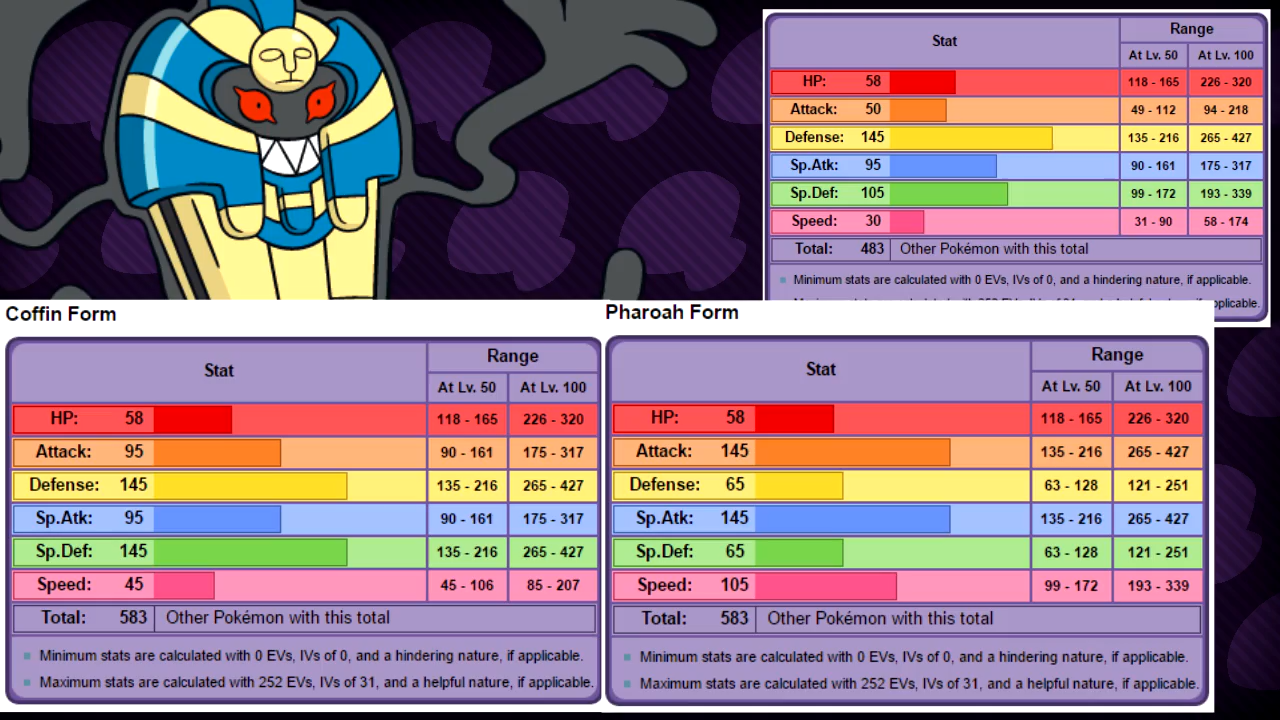 Stat
Range
At Lv. 50 At Lv. 100
HP: 58 118 - 165 226 - 320
Attack: 50 49 - 112 94 - 218
Defense: 145 135 - 216 265 - 427
Sp.Atk: 95 90 - 161 175 - 317
Sp.Def: 105 99 - 172 193 - 339
Speed: 30 31 - 90 58 - 174
Total: 483 Other Pokémon with this total
Minimum stats are calculated with 0 EVs, IVs of 0, and a hindering nature, if applicable.
Coffin Form
Stat
Range
At Lv. 50 At Lv. 100
HP: 58 118 - 165 226 - 320
Attack: 95 90 - 161 175 - 317
Defense: 145 135 - 216 265 - 427
Sp.Atk: 95 90 - 161 175 - 317
Sp.Def: 145 135 - 216 265 - 427
Speed: 45 45 - 106 85 - 207
Total: 583 Other Pokémon with this total
Minimum stats are calculated with 0 EVs, IVs of 0, and a hindering nature, if applicable.
Maximum stats are calculated with 252 EVs, IVs of 31, and a helpful nature, if applicable.
Pharoah Form
Stat
Range
At Lv. 50 At Lv. 100
HP: 58 118 - 165 226 - 320
Attack: 145 135 - 216 265 - 427
Defense: 65 63 - 128 121 - 251
Sp.Atk: 145 135 - 216 265 - 427
Sp.Def: 65 63 - 128 121 - 251
Speed: 105 99 - 172 193 - 339
Total: 583 Other Pokémon with this total
Minimum stats are calculated with 0 EVs, IVs of 0, and a hindering nature, if applicable.
Maximum stats are calculated with 252 EVs, IVs of 31, and a helpful nature, if applicable.